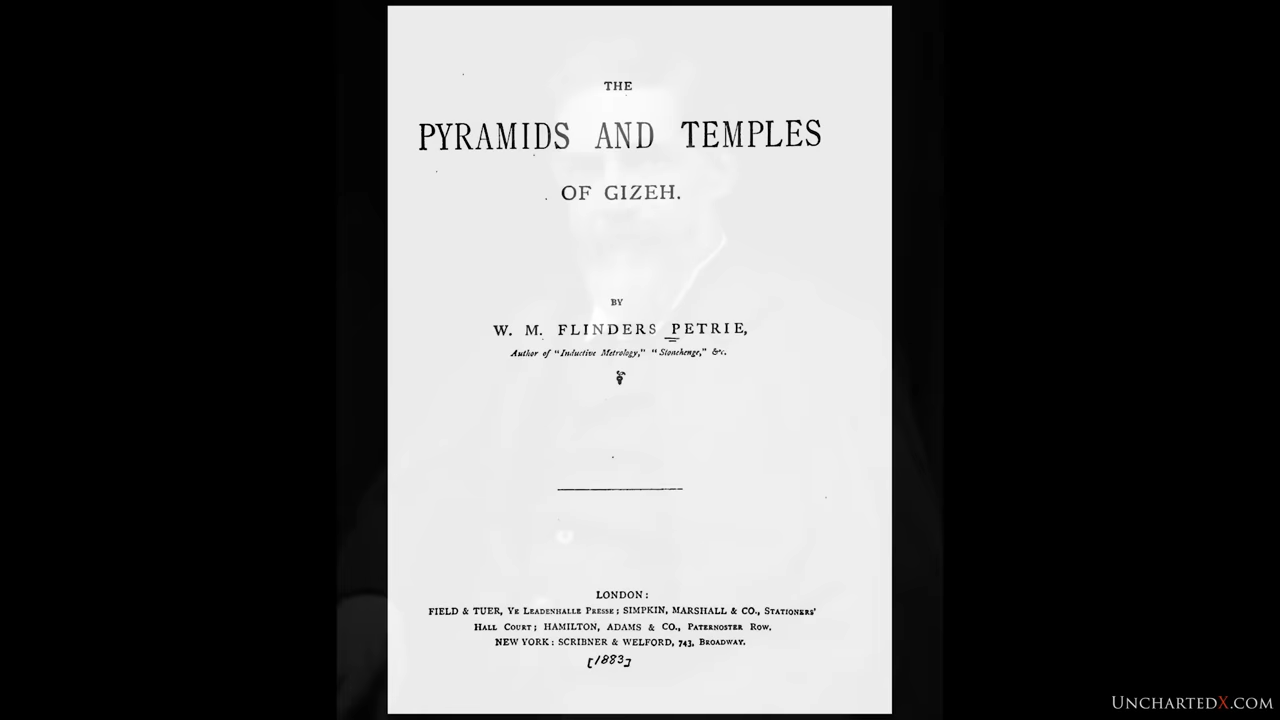 THE
PYRAMIDS AND TEMPLES
OF GIZEH.
BY
W. M. FLINDERS PETRIE,
Author of "Inductive Metrology," "Stonehenge," &c.
LONDON:
FIELD & TUER, YE LEADENHALLE PRESSE; SIMPKIN, MARSHALL & CO., STATIONERS'
HALL COURT; HAMILTON, ADAMS & CO., PATERNOSTER ROW.
NEW YORK: SCRIBNER & WELFORD, 743, BROADWAY.
[1883]
UNCHARTEDX.COM